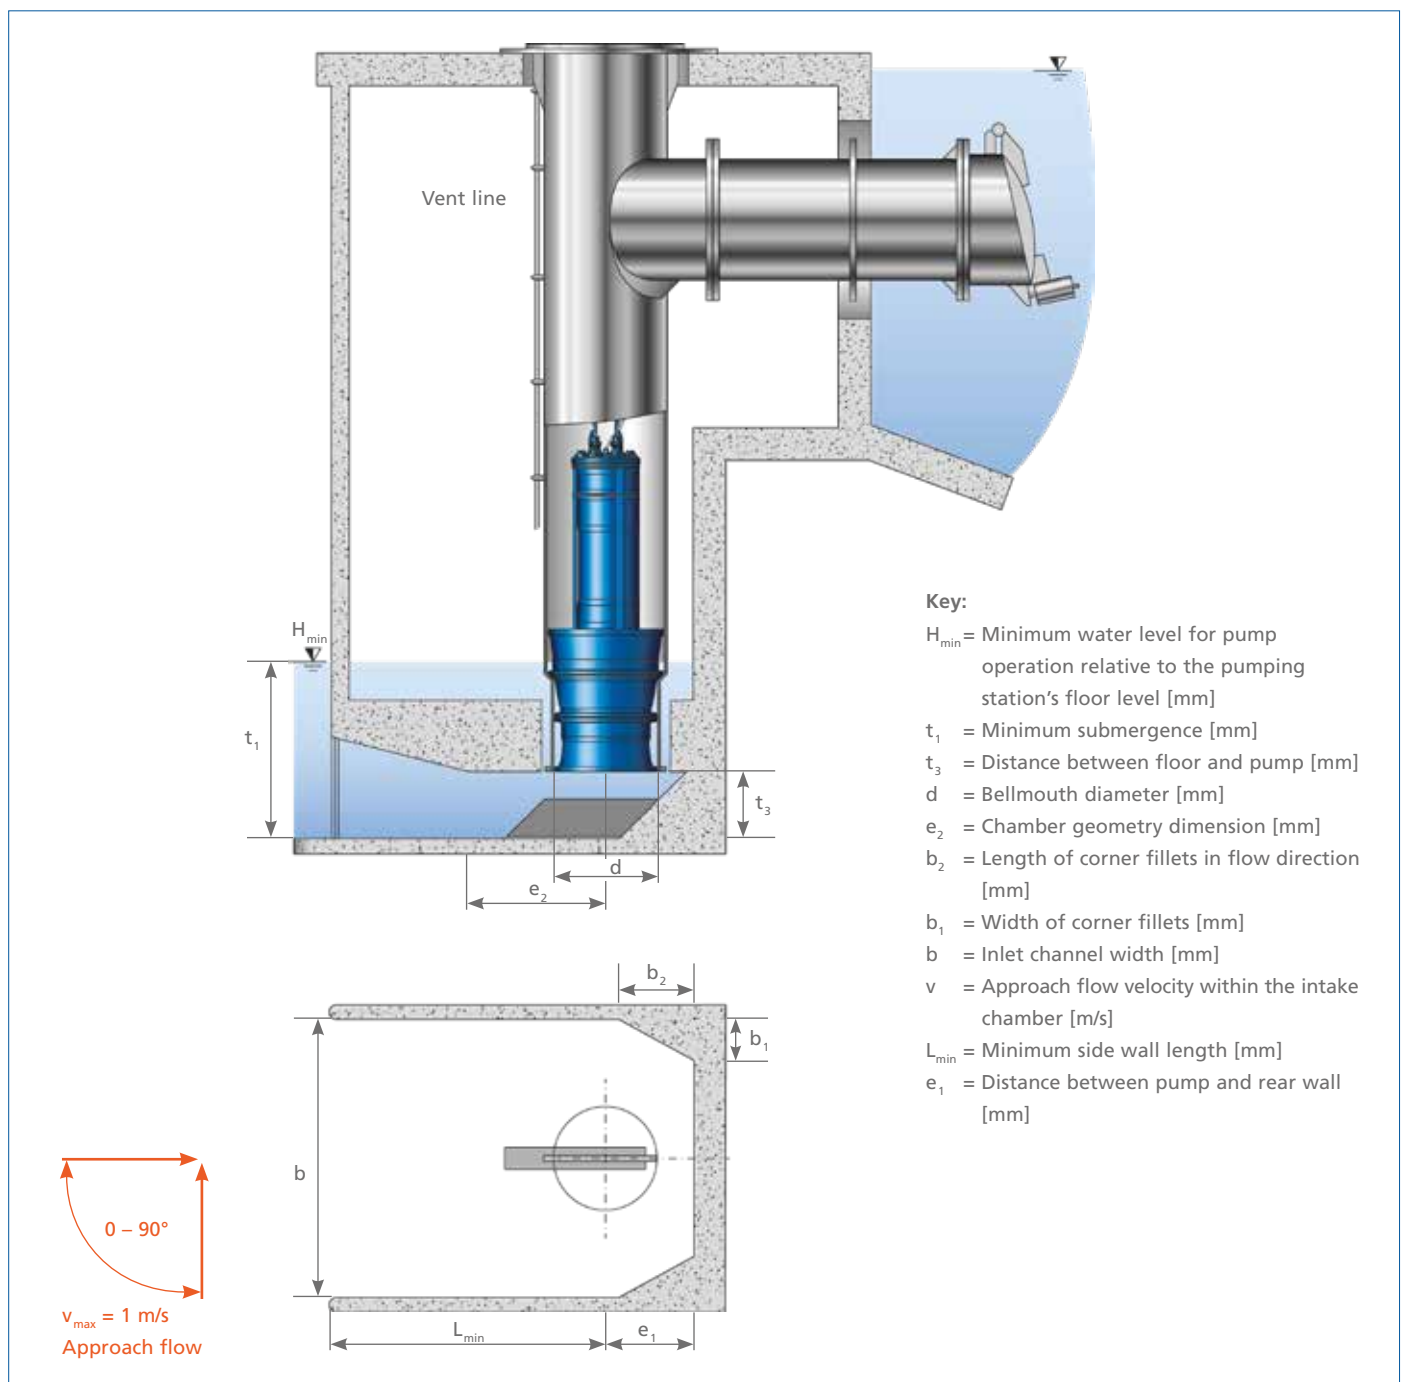 Vent line
Hmin
t1
t3
d
e2
Key:
Hmin = Minimum water level for pump
operation relative to the pumping
station’s floor level [mm]
t1 = Minimum submergence [mm]
t3 = Distance between floor and pump [mm]
d = Bellmouth diameter [mm]
e2 = Chamber geometry dimension [mm]
b2 = Length of corner fillets in flow direction
[mm]
b1 = Width of corner fillets [mm]
b = Inlet channel width [mm]
v = Approach flow velocity within the intake
chamber [m/s]
Lmin = Minimum side wall length [mm]
e1 = Distance between pump and rear wall
[mm]
b2
b1
b
0 – 90°
vmax = 1 m/s
Approach flow
Lmin
e1